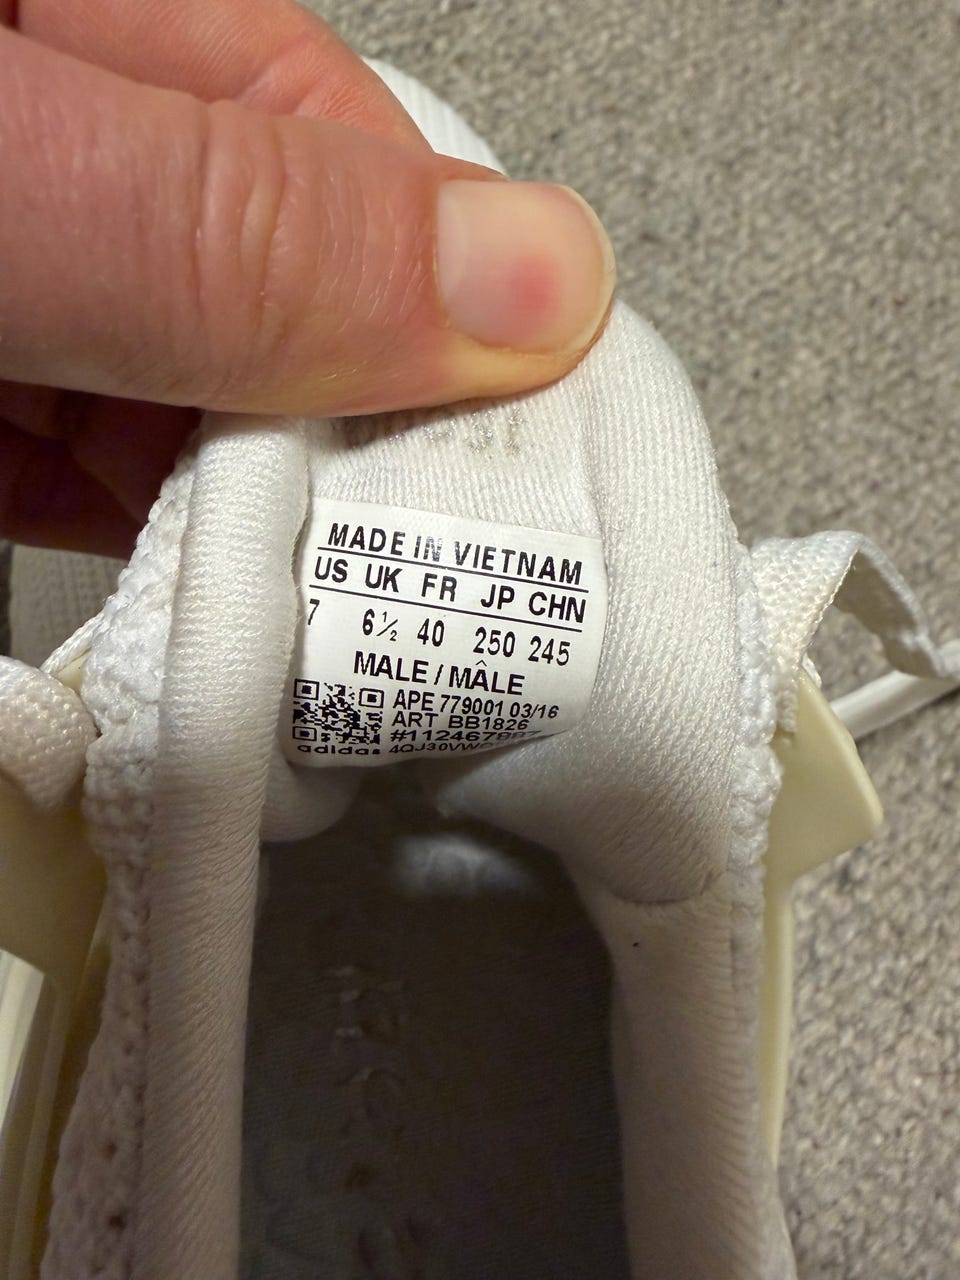 MADE IN VIETNAM
US UK FR JP CHN
7 6½ 40 250 245
MALE / MÂLE
APE 779001 03/16
ART BB1826
adidas